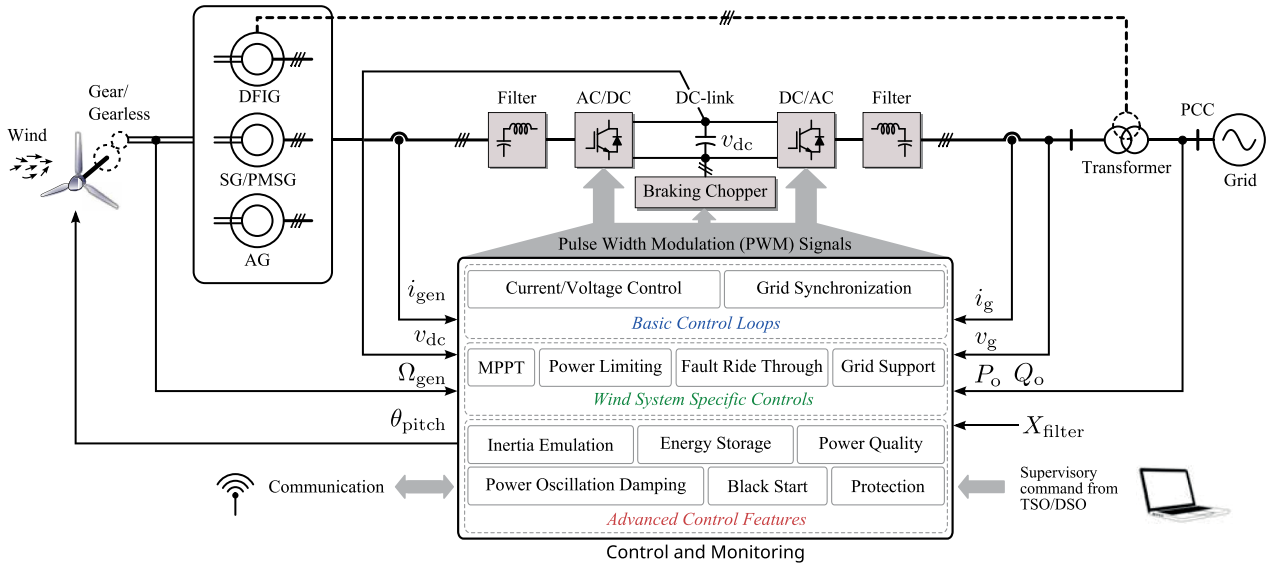 Gear/
Gearless
Wind
DFIG
SG/PMSG
AG
Filter
AC/DC
DC-link
DC/AC
Filter
PCC
v_dc
Braking Chopper
Transformer
Grid
Pulse Width Modulation (PWM) Signals
i_gen
v_dc
Ω_gen
θ_pitch
Current/Voltage Control
Grid Synchronization
Basic Control Loops
MPPT
Power Limiting
Fault Ride Through
Grid Support
Wind System Specific Controls
Inertia Emulation
Energy Storage
Power Quality
Power Oscillation Damping
Black Start
Protection
Advanced Control Features
i_g
v_g
P_o Q_o
X_filter
Communication
Supervisory
command from
TSO/DSO
Control and Monitoring